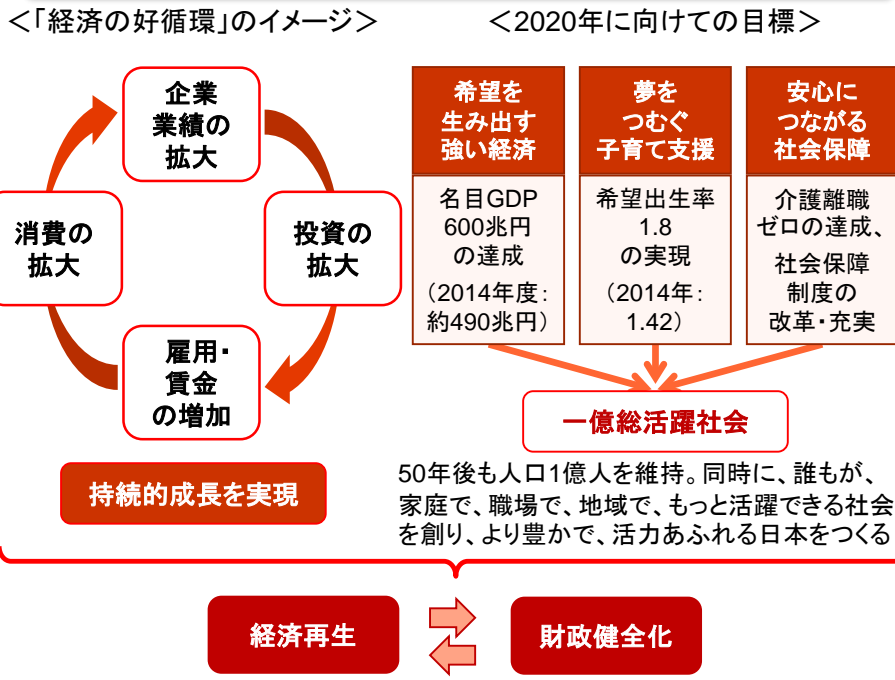 ＜「経済の好循環」のイメージ＞
企業
業績の
拡大
消費の
拡大
投資の
拡大
雇用・
賃金
の増加
持続的成長を実現
＜2020年に向けての目標＞
希望を
生み出す
強い経済
名目GDP
600兆円
の達成
（2014年度：
約490兆円）
夢を
つむぐ
子育て支援
希望出生率
1.8
の実現
（2014年：
1.42）
安心に
つながる
社会保障
介護離職
ゼロの達成、
社会保障
制度の
改革・充実
一億総活躍社会
50年後も人口1億人を維持。同時に、誰もが、
家庭で、職場で、地域で、もっと活躍できる社会
を創り、より豊かで、活力あふれる日本をつくる
経済再生
財政健全化